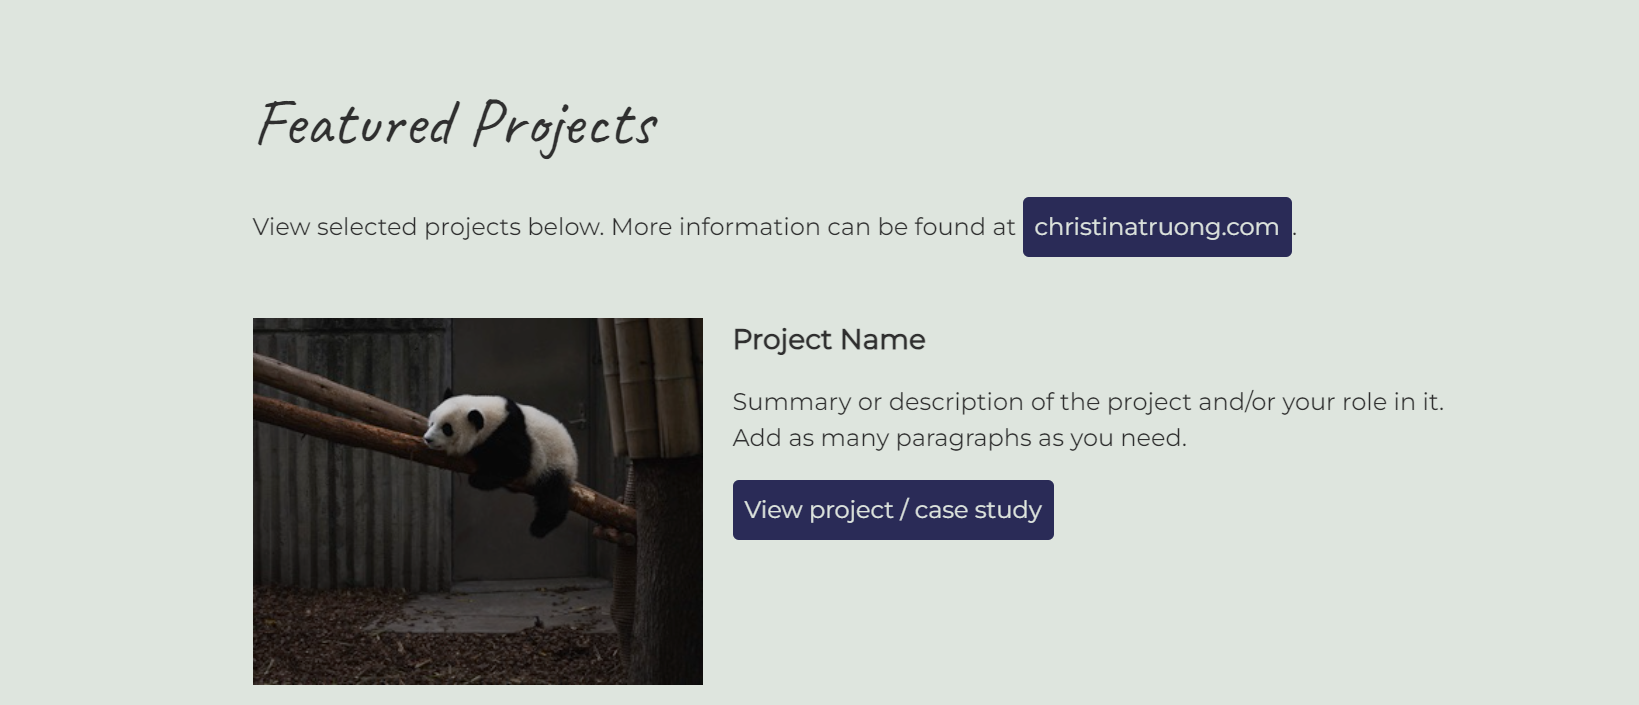 Featured Projects
View selected projects below. More information can be found at christinatruong.com.
Project Name
Summary or description of the project and/or your role in it.
Add as many paragraphs as you need.
View project / case study